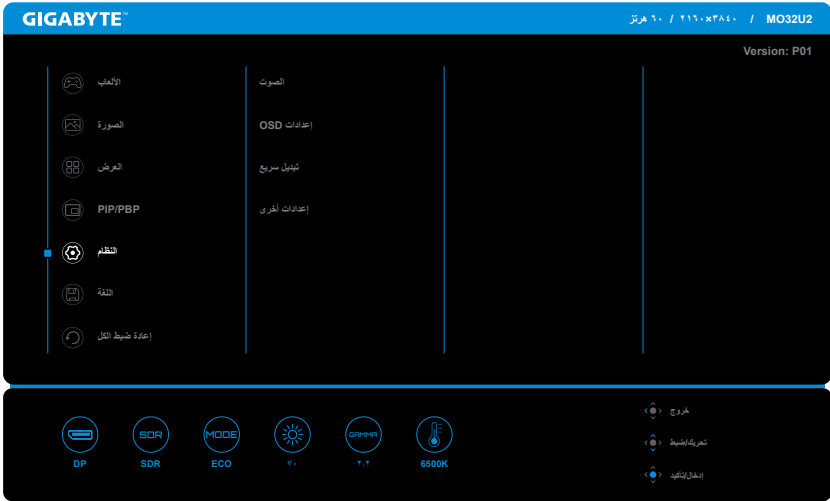 GIGABYTE™
MO32U2 / ٣٨٤٠×٢١٦٠ / ٦٠ هرتز
Version: P01
الألعاب
الصورة
العرض
PIP/PBP
النظام
اللغة
إعادة ضبط الكل
الصوت
إعدادات OSD
تبديل سريع
إعدادات أخرى
SDR
MODE
GAMMA
DP
SDR
ECO
٧٠
٢,٢
6500K
خروج
تحريك/ضبط
إدخال/تأكيد